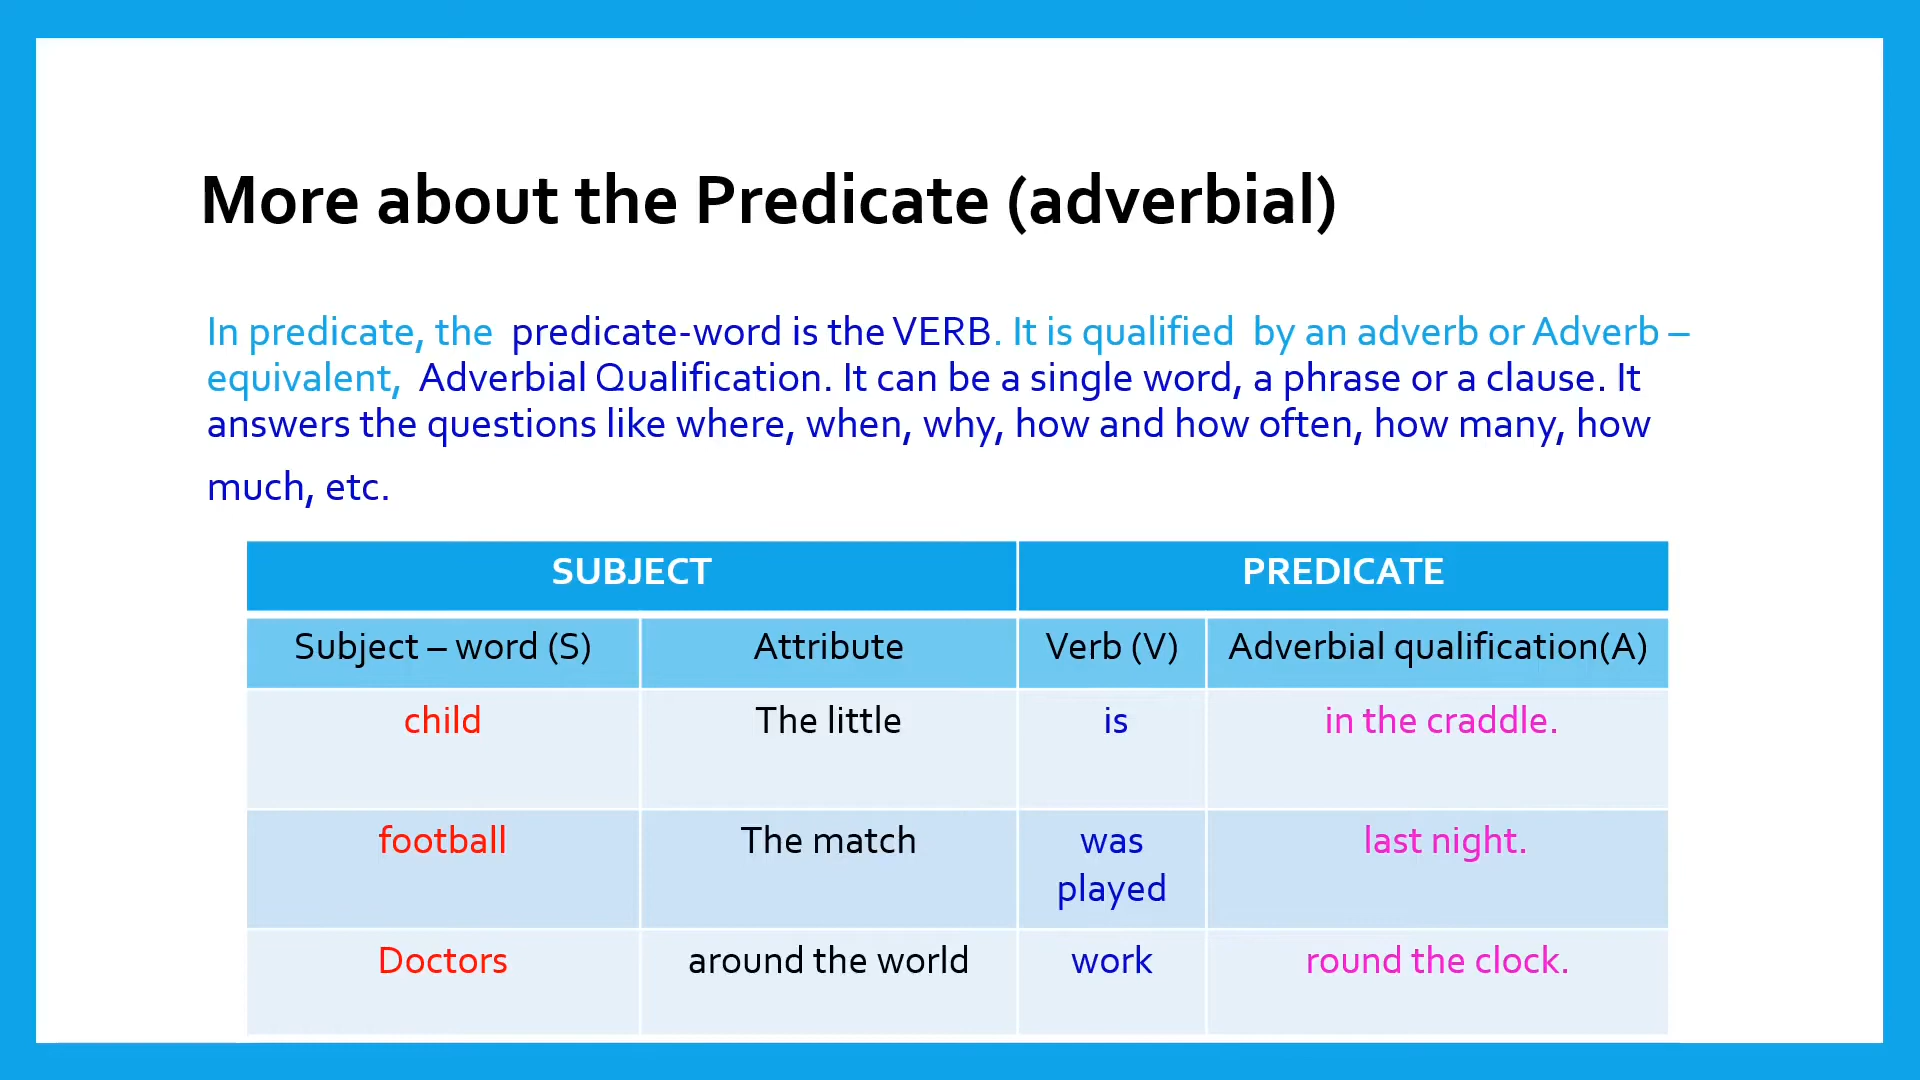 More about the Predicate (adverbial)
In predicate, the predicate-word is the VERB. It is qualified by an adverb or Adverb –
equivalent, Adverbial Qualification. It can be a single word, a phrase or a clause. It
answers the questions like where, when, why, how and how often, how many, how
much, etc.
SUBJECT PREDICATE
Subject – word (S) Attribute Verb (V) Adverbial qualification(A)
child The little is in the craddle.
football The match was last night.
played
Doctors around the world work round the clock.